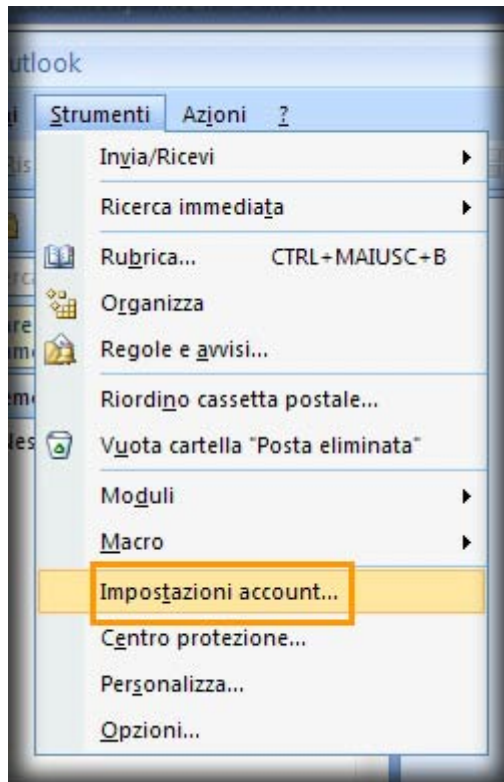 utlook
Strumenti Azioni ?
Invia/Ricevi
Ricerca immediata
Rubrica... CTRL+MAIUSC+B
Organizza
Regole e avvisi...
Riordino cassetta postale...
Vuota cartella "Posta eliminata"
Moduli
Macro
Impostazioni account...
Centro protezione...
Personalizza...
Opzioni...